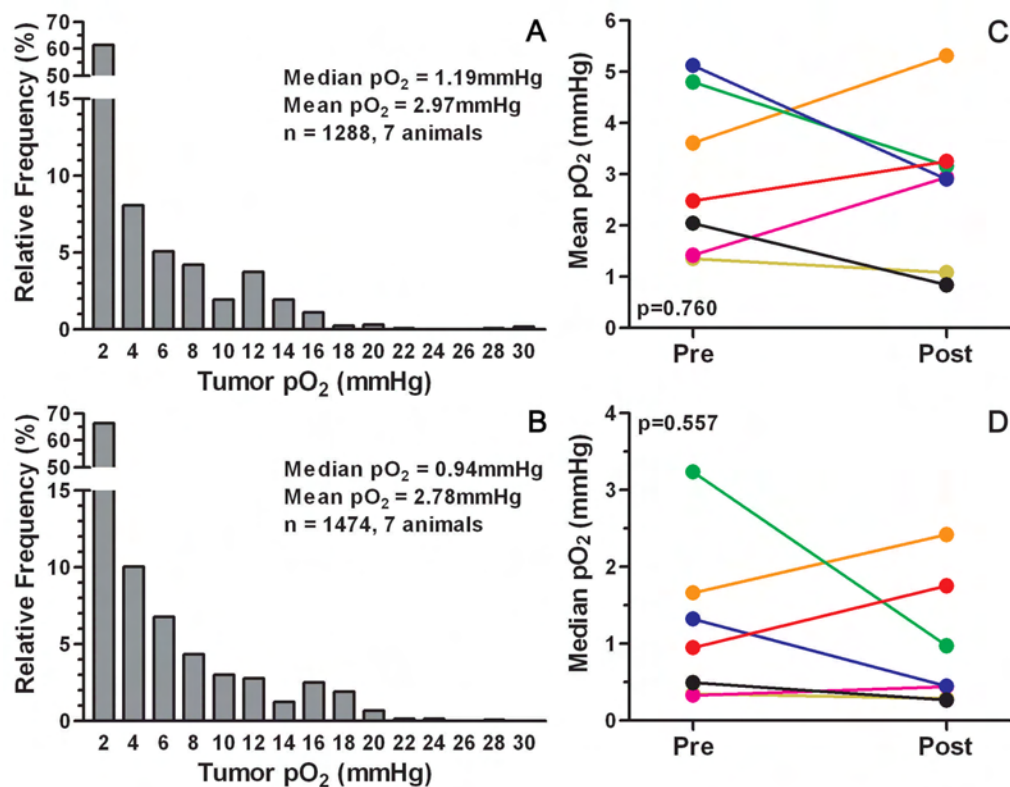 A
Relative Frequency (%)
70
60
50
15
10
5
0
Median pO2 = 1.19mmHg
Mean pO2 = 2.97mmHg
n = 1288, 7 animals
2 4 6 8 10 12 14 16 18 20 22 24 26 28 30
Tumor pO2 (mmHg)
C
Mean pO2 (mmHg)
6
5
4
3
2
1
0
p=0.760
Pre Post
B
Relative Frequency (%)
70
60
50
15
10
5
0
Median pO2 = 0.94mmHg
Mean pO2 = 2.78mmHg
n = 1474, 7 animals
2 4 6 8 10 12 14 16 18 20 22 24 26 28 30
Tumor pO2 (mmHg)
D
Median pO2 (mmHg)
4
3
2
1
0
p=0.557
Pre Post